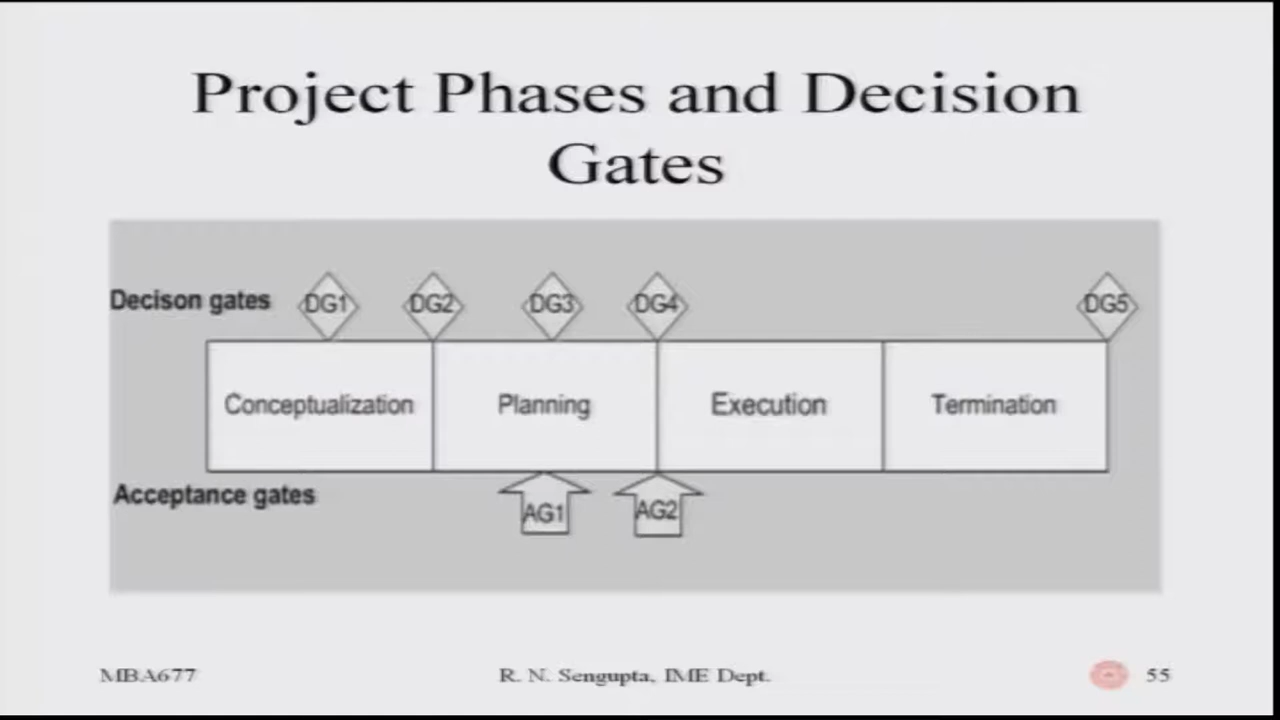 Project Phases and Decision
Gates
Decison gates DG1 DG2 DG3 DG4 DG5
Conceptualization Planning Execution Termination
Acceptance gates AG1 AG2
MBA677 R. N. Sengupta, IME Dept. 55